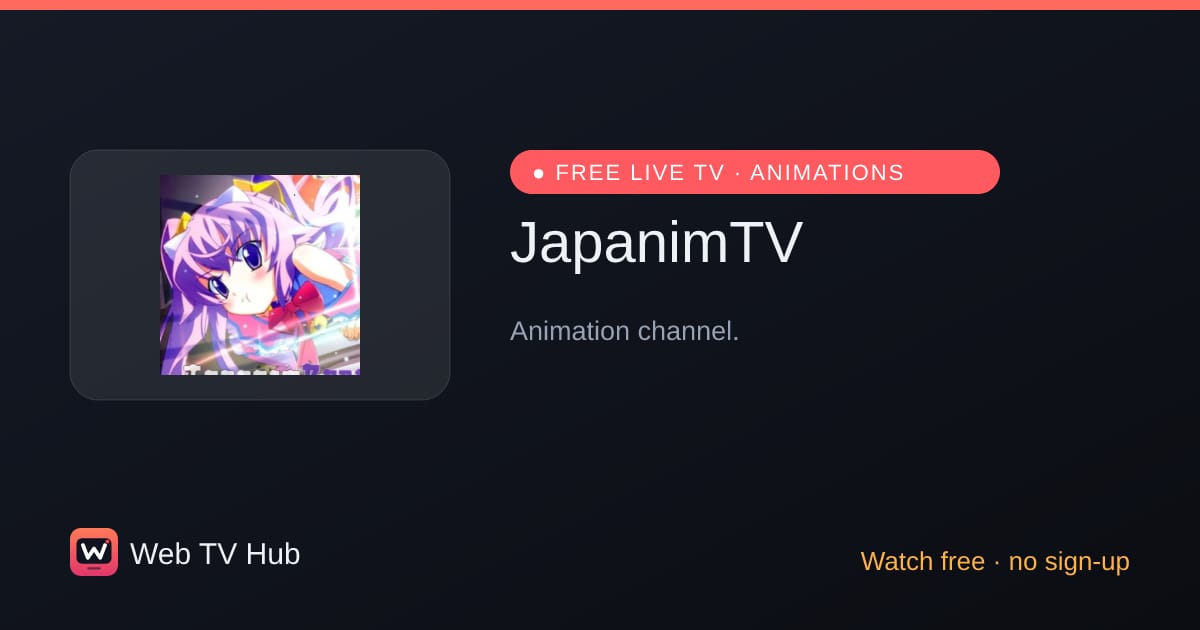 • FREE LIVE TV · ANIMATIONS
JapanimTV
Animation channel.
W
Web TV Hub
Watch free · no sign-up